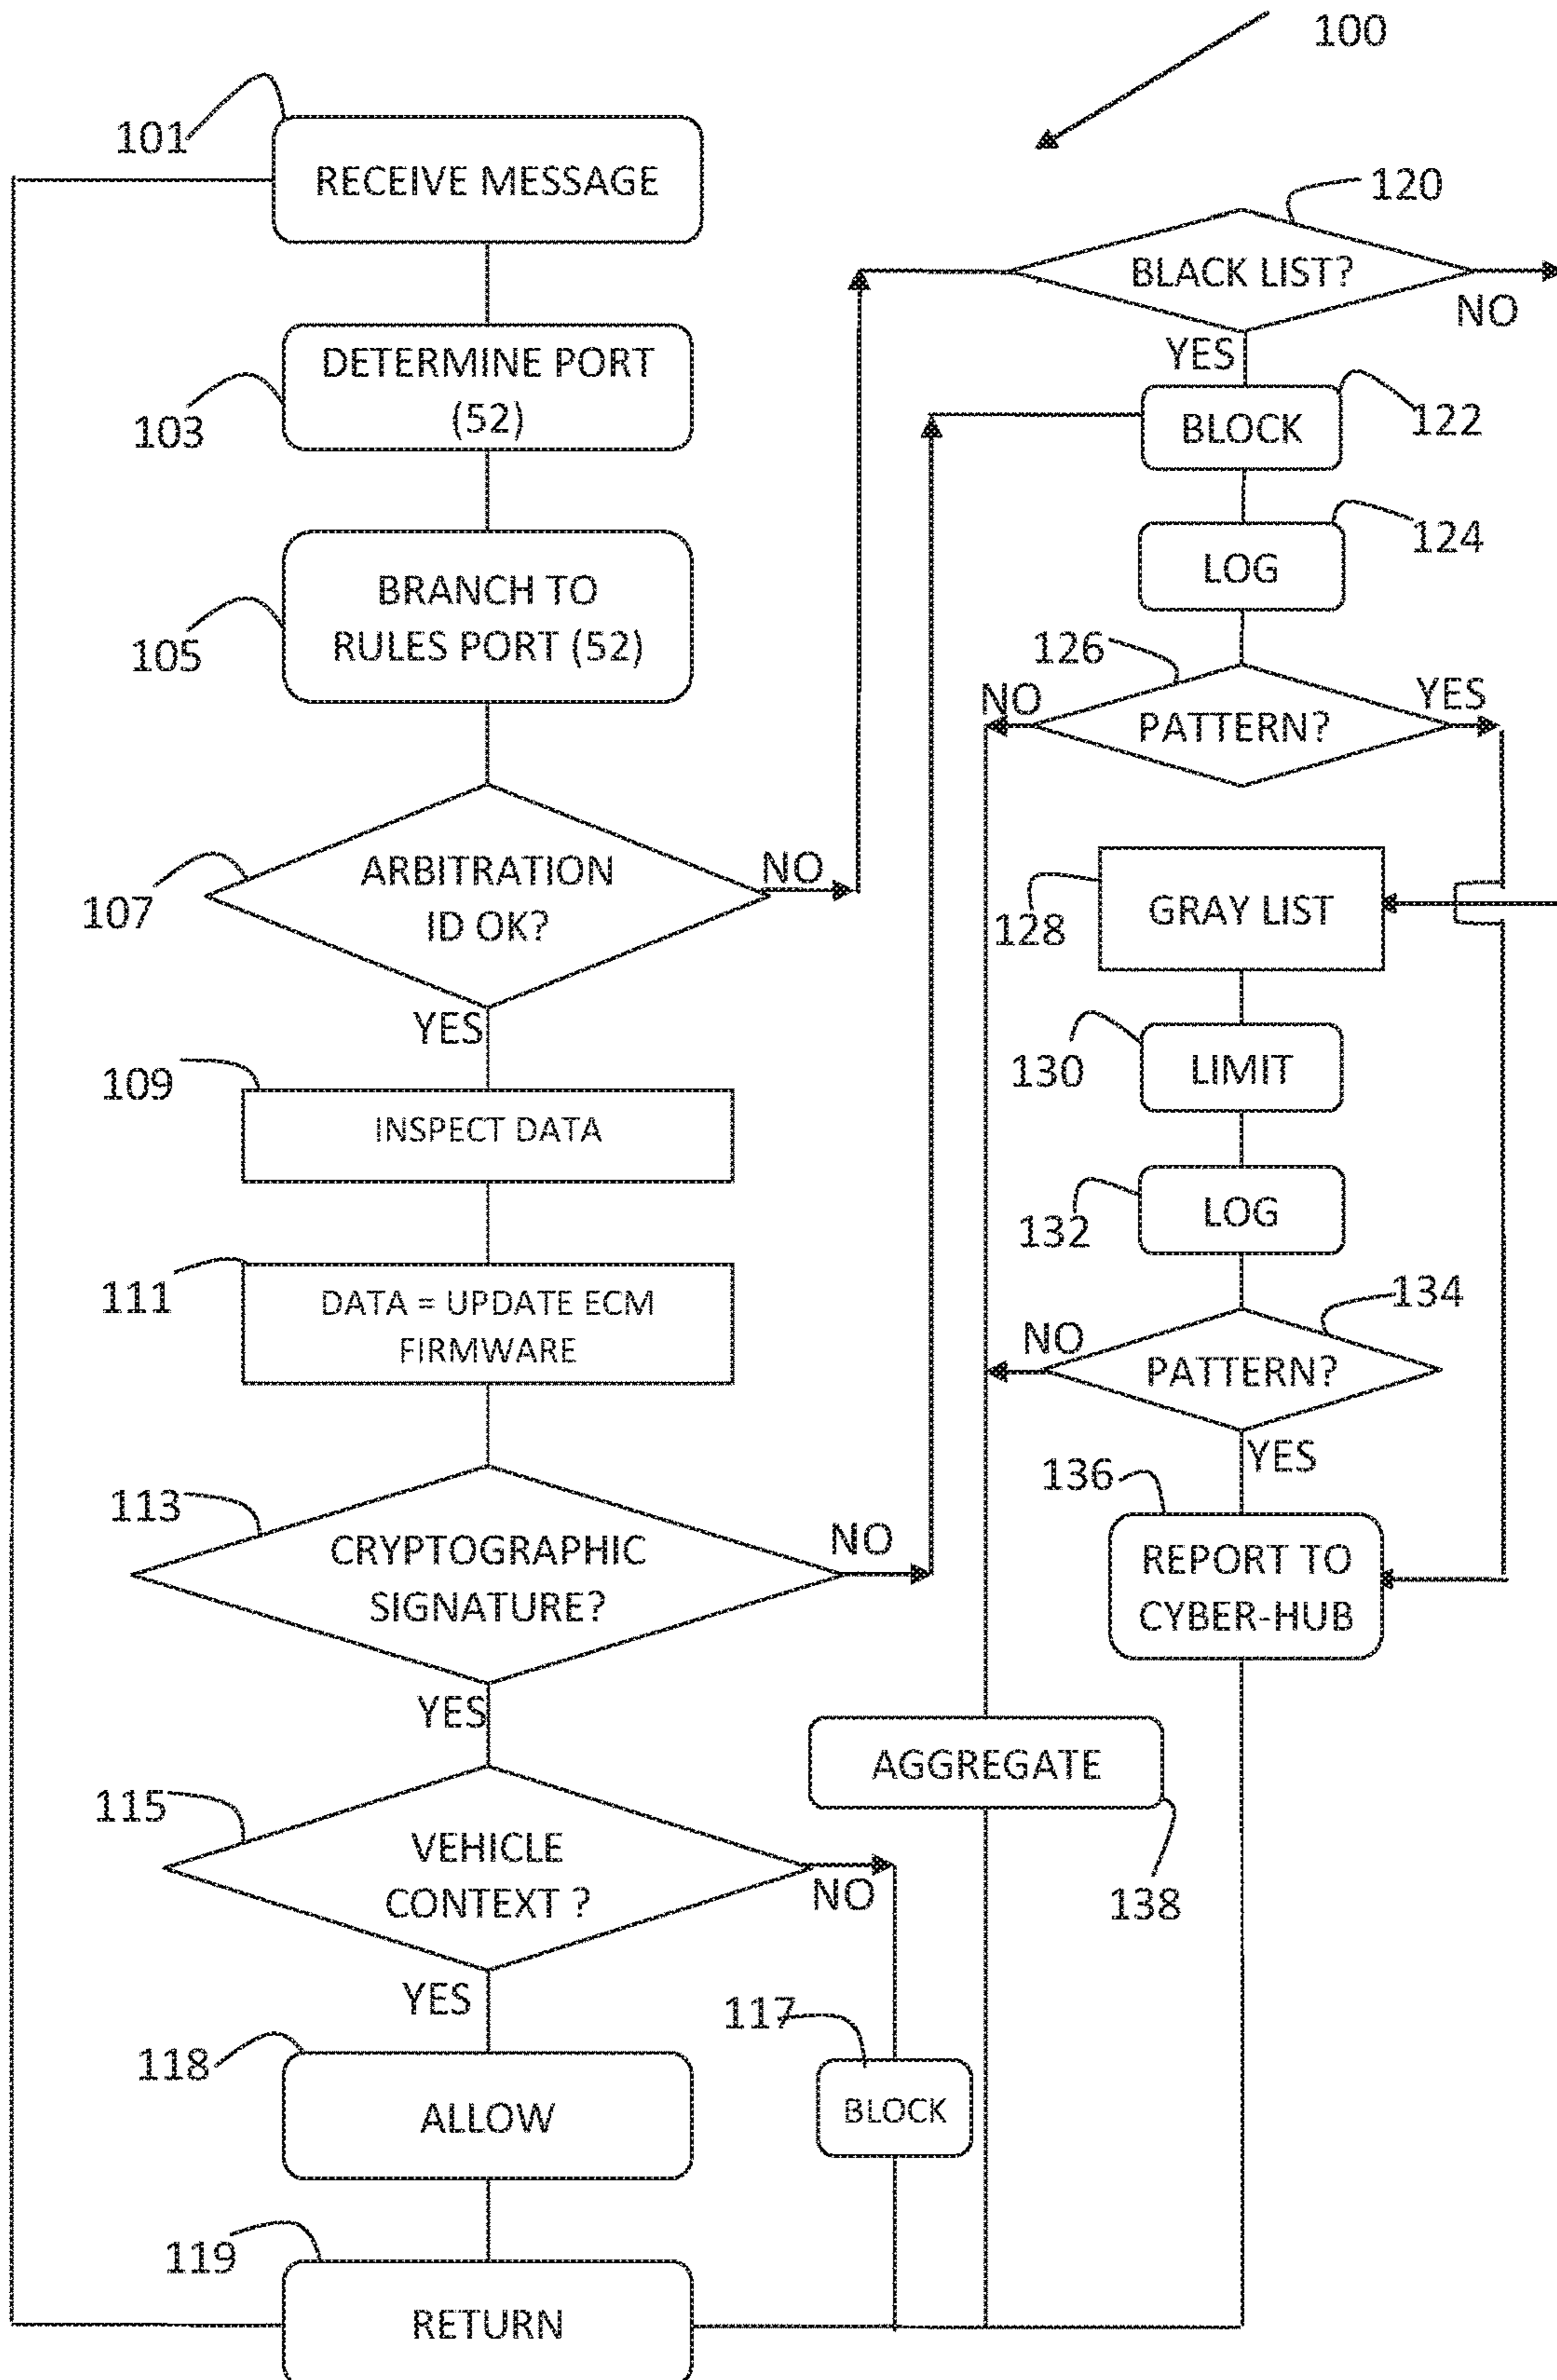 100
101
RECEIVE MESSAGE
103
DETERMINE PORT
(52)
105
BRANCH TO
RULES PORT (52)
107
ARBITRATION
ID OK?
NO
YES
109
INSPECT DATA
111
DATA = UPDATE ECM
FIRMWARE
113
CRYPTOGRAPHIC
SIGNATURE?
NO
YES
115
VEHICLE
CONTEXT ?
NO
YES
117
BLOCK
118
ALLOW
119
RETURN
120
BLACK LIST?
NO
YES
122
BLOCK
124
LOG
126
NO
YES
PATTERN?
128
GRAY LIST
130
LIMIT
132
LOG
134
NO
PATTERN?
YES
136
REPORT TO
CYBER-HUB
AGGREGATE
138